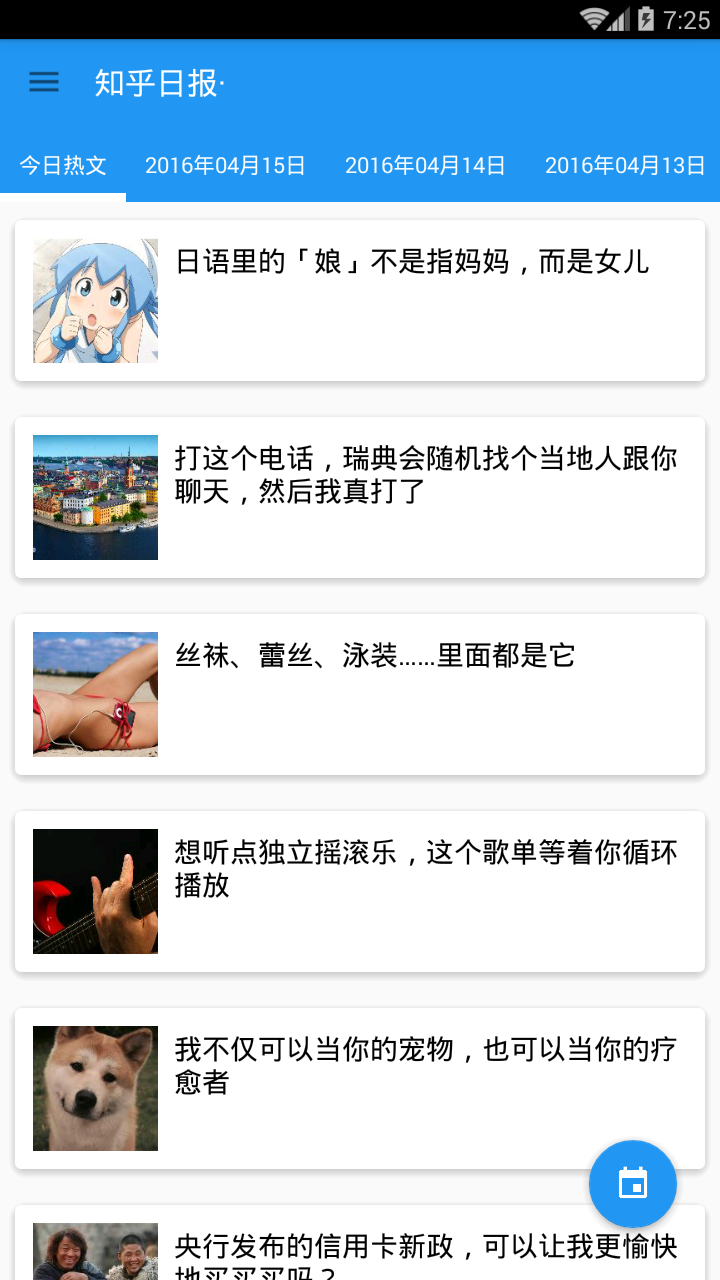 7:25
知乎日报·
今日热文 2016年04月15日 2016年04月14日 2016年04月13日
日语里的「娘」不是指妈妈，而是女儿
打这个电话，瑞典会随机找个当地人跟你
聊天，然后我真打了
丝袜、蕾丝、泳装......里面都是它
想听点独立摇滚乐，这个歌单等着你循环
播放
我不仅可以当你的宠物，也可以当你的疗
愈者
央行发布的信用卡新政，可以让我更愉快
地买买买吗？